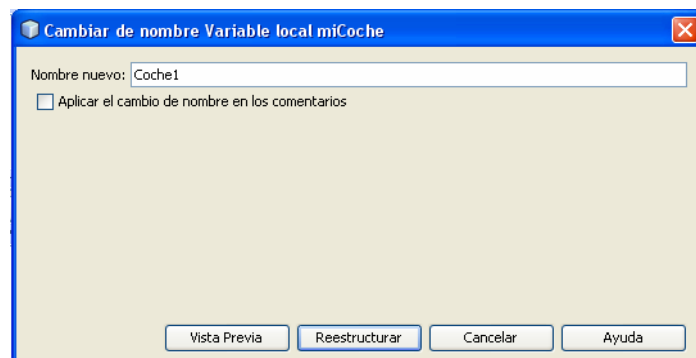 Cambiar de nombre Variable local miCoche
Nombre nuevo: Coche1
Aplicar el cambio de nombre en los comentarios
Vista Previa Reestructurar Cancelar Ayuda